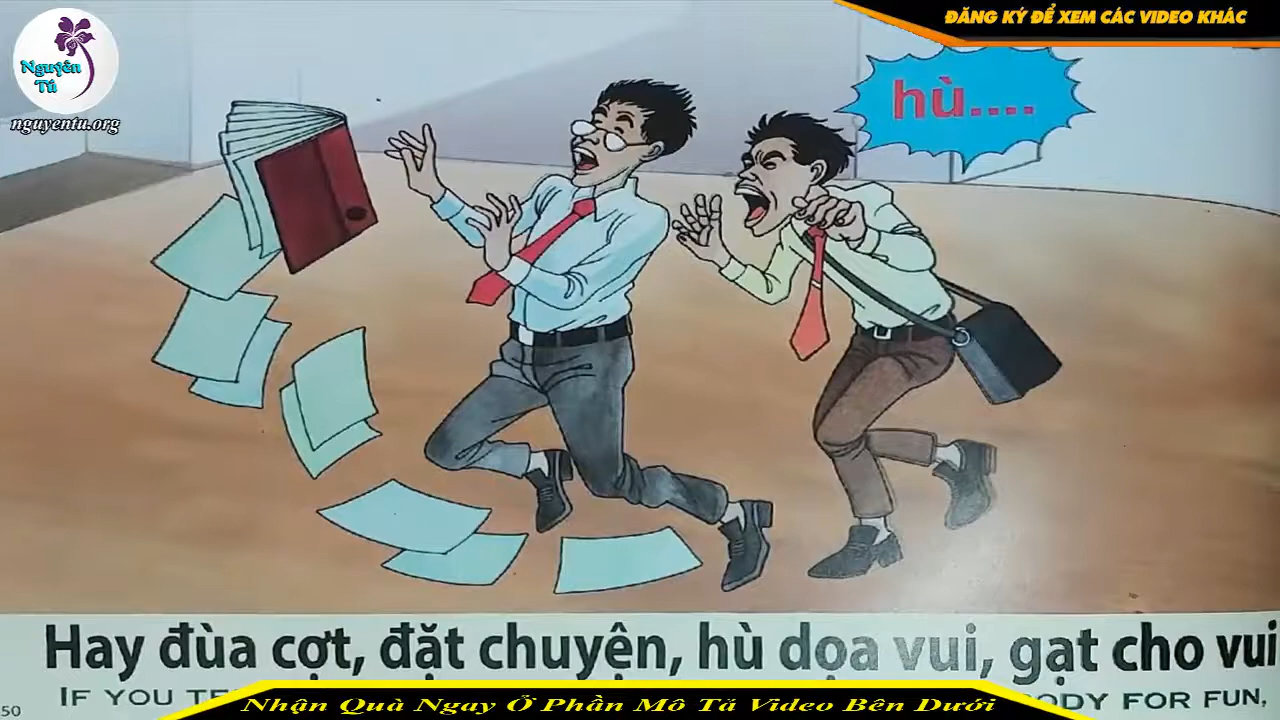 ĐĂNG KÝ ĐỂ XEM CÁC VIDEO KHÁC
Nguyên
Tú
nguyentu.org
hù....
Hay đùa cợt, đặt chuyện, hù dọa vui, gạt cho vui
IF YOU FOR FUN,
50
Nhận Quà Ngay Ở Phần Mô Tả Video Bên Dưới